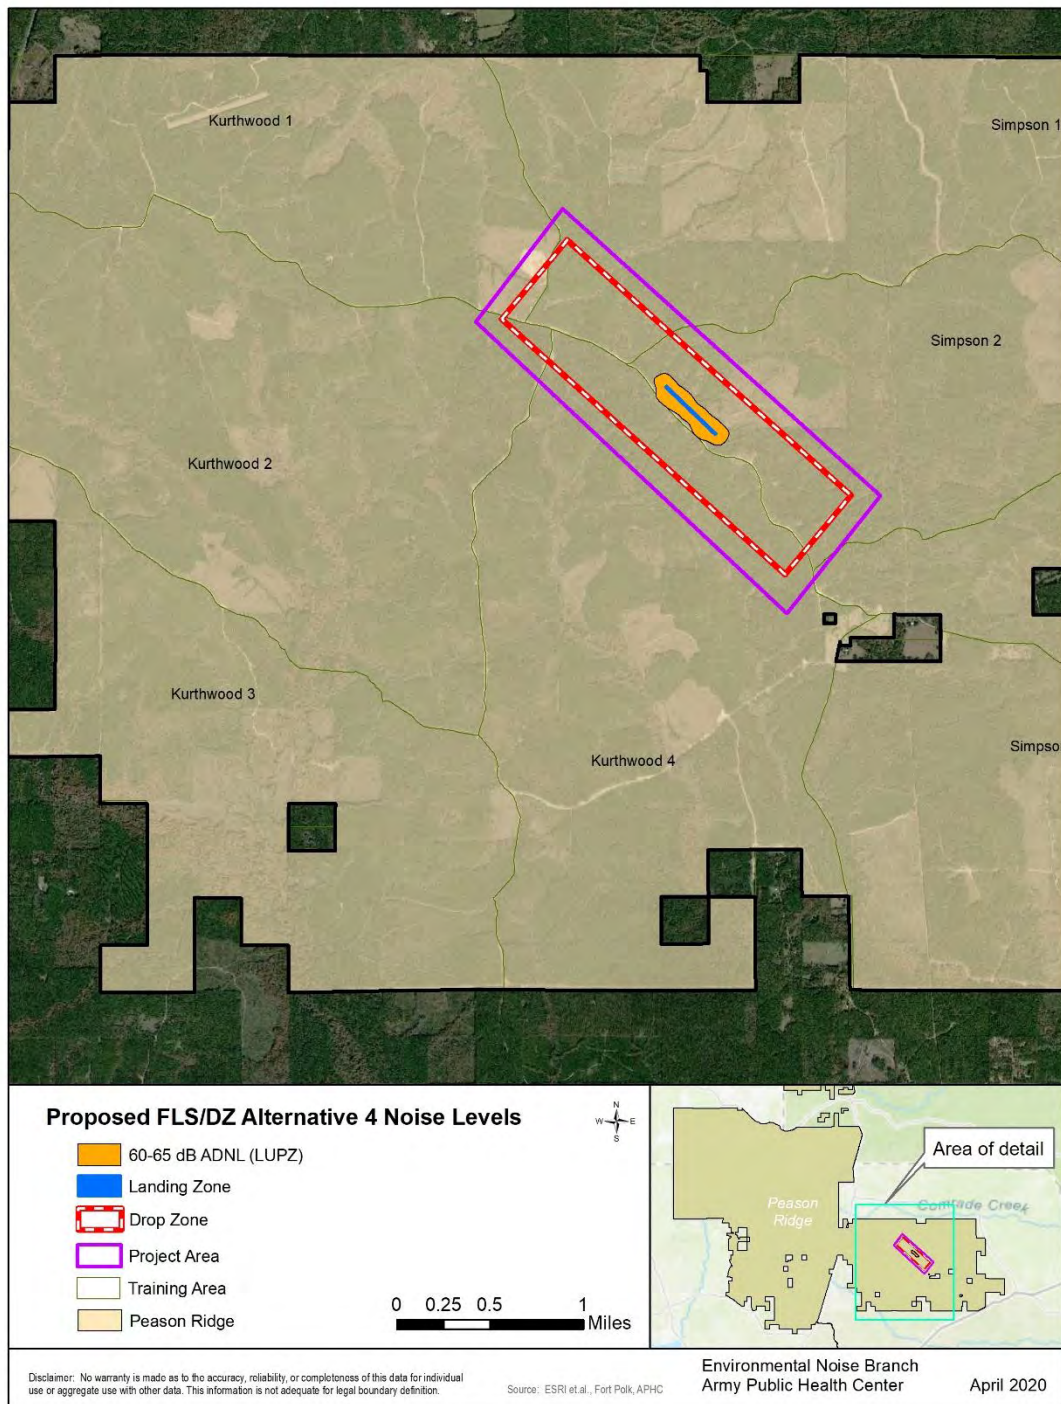 Kurthwood 1
Simpson 1
Simpson 2
Kurthwood 2
Kurthwood 3
Simpso
Kurthwood 4
Proposed FLS/DZ Alternative 4 Noise Levels
N
W E
S
60-65 dB ADNL (LUPZ)
Landing Zone
Drop Zone
Project Area
Training Area
Peason Ridge
0 0.25 0.5 1
Miles
Area of detail
Comrade Creek
Peason
Ridge
Disclaimer: No warranty is made as to the accuracy, reliability, or completeness of this data for individual
use or aggregate use with other data. This information is not adequate for legal boundary definition.
Source: ESRI et.al., Fort Polk, APHC
Environmental Noise Branch
Army Public Health Center
April 2020